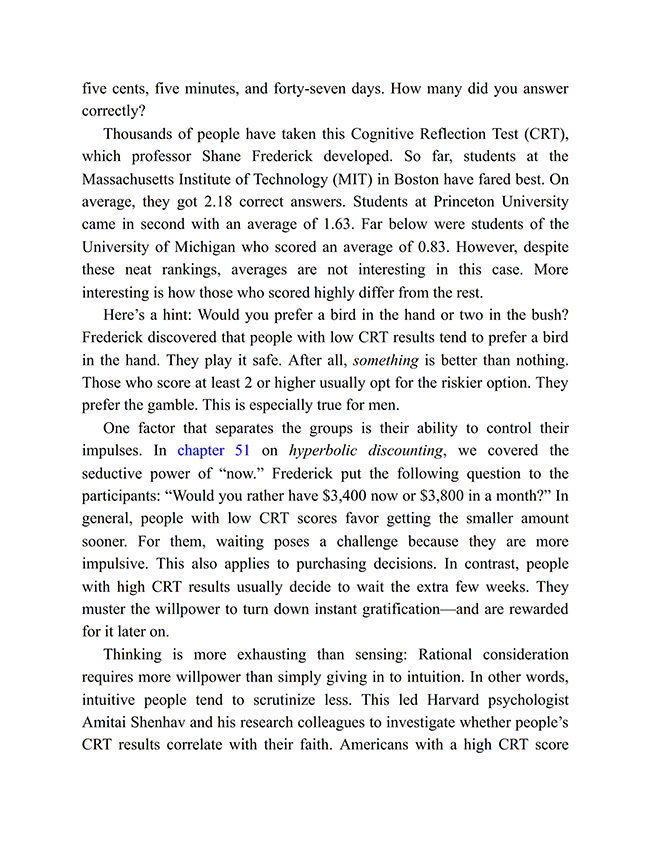 five cents, five minutes, and forty-seven days. How many did you answer
correctly?
Thousands of people have taken this Cognitive Reflection Test (CRT),
which professor Shane Frederick developed. So far, students at the
Massachusetts Institute of Technology (MIT) in Boston have fared best. On
average, they got 2.18 correct answers. Students at Princeton University
came in second with an average of 1.63. Far below were students of the
University of Michigan who scored an average of 0.83. However, despite
these neat rankings, averages are not interesting in this case. More
interesting is how those who scored highly differ from the rest.
Here’s a hint: Would you prefer a bird in the hand or two in the bush?
Frederick discovered that people with low CRT results tend to prefer a bird
in the hand. They play it safe. After all, something is better than nothing.
Those who score at least 2 or higher usually opt for the riskier option. They
prefer the gamble. This is especially true for men.
One factor that separates the groups is their ability to control their
impulses. In chapter 51 on hyperbolic discounting, we covered the
seductive power of “now.” Frederick put the following question to the
participants: “Would you rather have $3,400 now or $3,800 in a month?” In
general, people with low CRT scores favor getting the smaller amount
sooner. For them, waiting poses a challenge because they are more
impulsive. This also applies to purchasing decisions. In contrast, people
with high CRT results usually decide to wait the extra few weeks. They
muster the willpower to turn down instant gratification—and are rewarded
for it later on.
Thinking is more exhausting than sensing: Rational consideration
requires more willpower than simply giving in to intuition. In other words,
intuitive people tend to scrutinize less. This led Harvard psychologist
Amitai Shenhav and his research colleagues to investigate whether people’s
CRT results correlate with their faith. Americans with a high CRT score